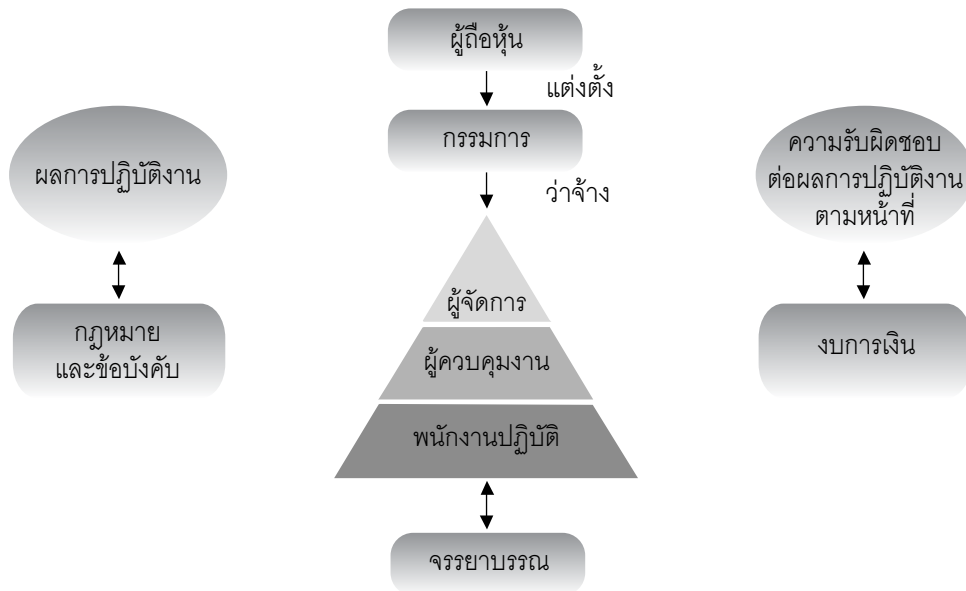 ผู้ถือหุ้น
แต่งตั้ง
กรรมการ
ว่าจ้าง
ผลการปฏิบัติงาน
กฎหมาย
และข้อบังคับ
ผู้จัดการ
ผู้ควบคุมงาน
พนักงานปฏิบัติ
จรรยาบรรณ
ความรับผิดชอบ
ต่อผลการปฏิบัติงาน
ตามหน้าที่
งบการเงิน